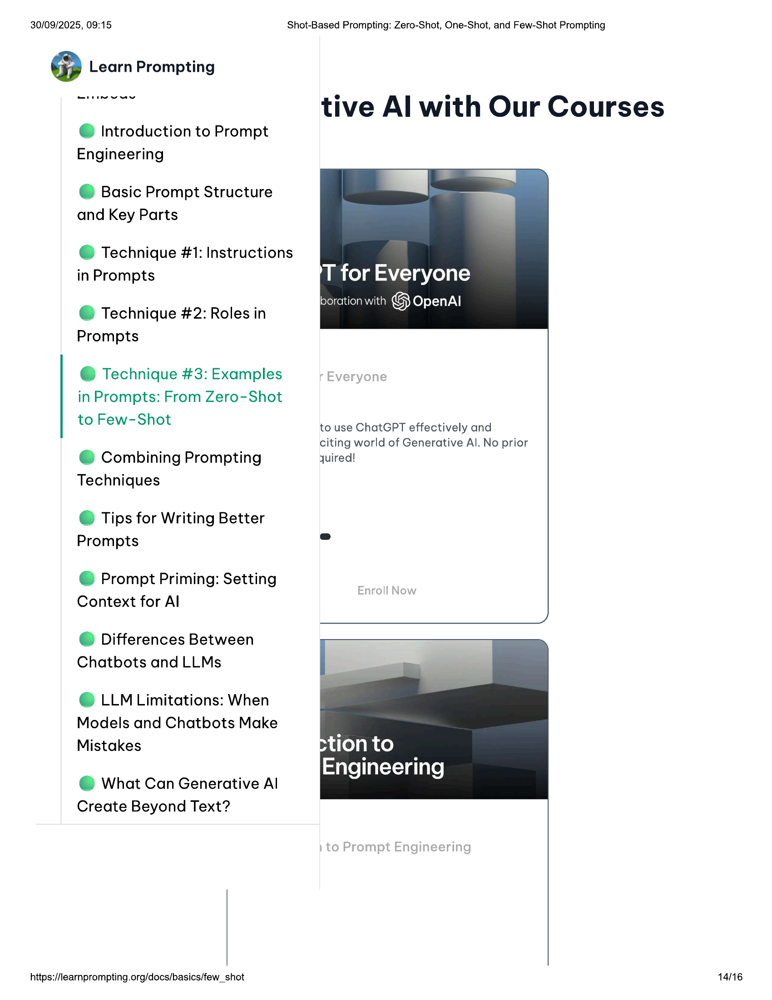 30/09/2025, 09:15
Shot-Based Prompting: Zero-Shot, One-Shot, and Few-Shot Prompting
Learn Prompting
Introduction to Prompt
Engineering
Basic Prompt Structure
and Key Parts
Technique #1: Instructions
in Prompts
Technique #2: Roles in
Prompts
Technique #3: Examples
in Prompts: From Zero-Shot
to Few-Shot
Combining Prompting
Techniques
Tips for Writing Better
Prompts
Prompt Priming: Setting
Context for AI
Differences Between
Chatbots and LLMs
LLM Limitations: When
Models and Chatbots Make
Mistakes
What Can Generative AI
Create Beyond Text?
tive AI with Our Courses
PT for Everyone
boration with OpenAI
r Everyone
to use ChatGPT effectively and
citing world of Generative AI. No prior
quired!
Enroll Now
ction to
Engineering
to Prompt Engineering
https://learnprompting.org/docs/basics/few_shot
14/16